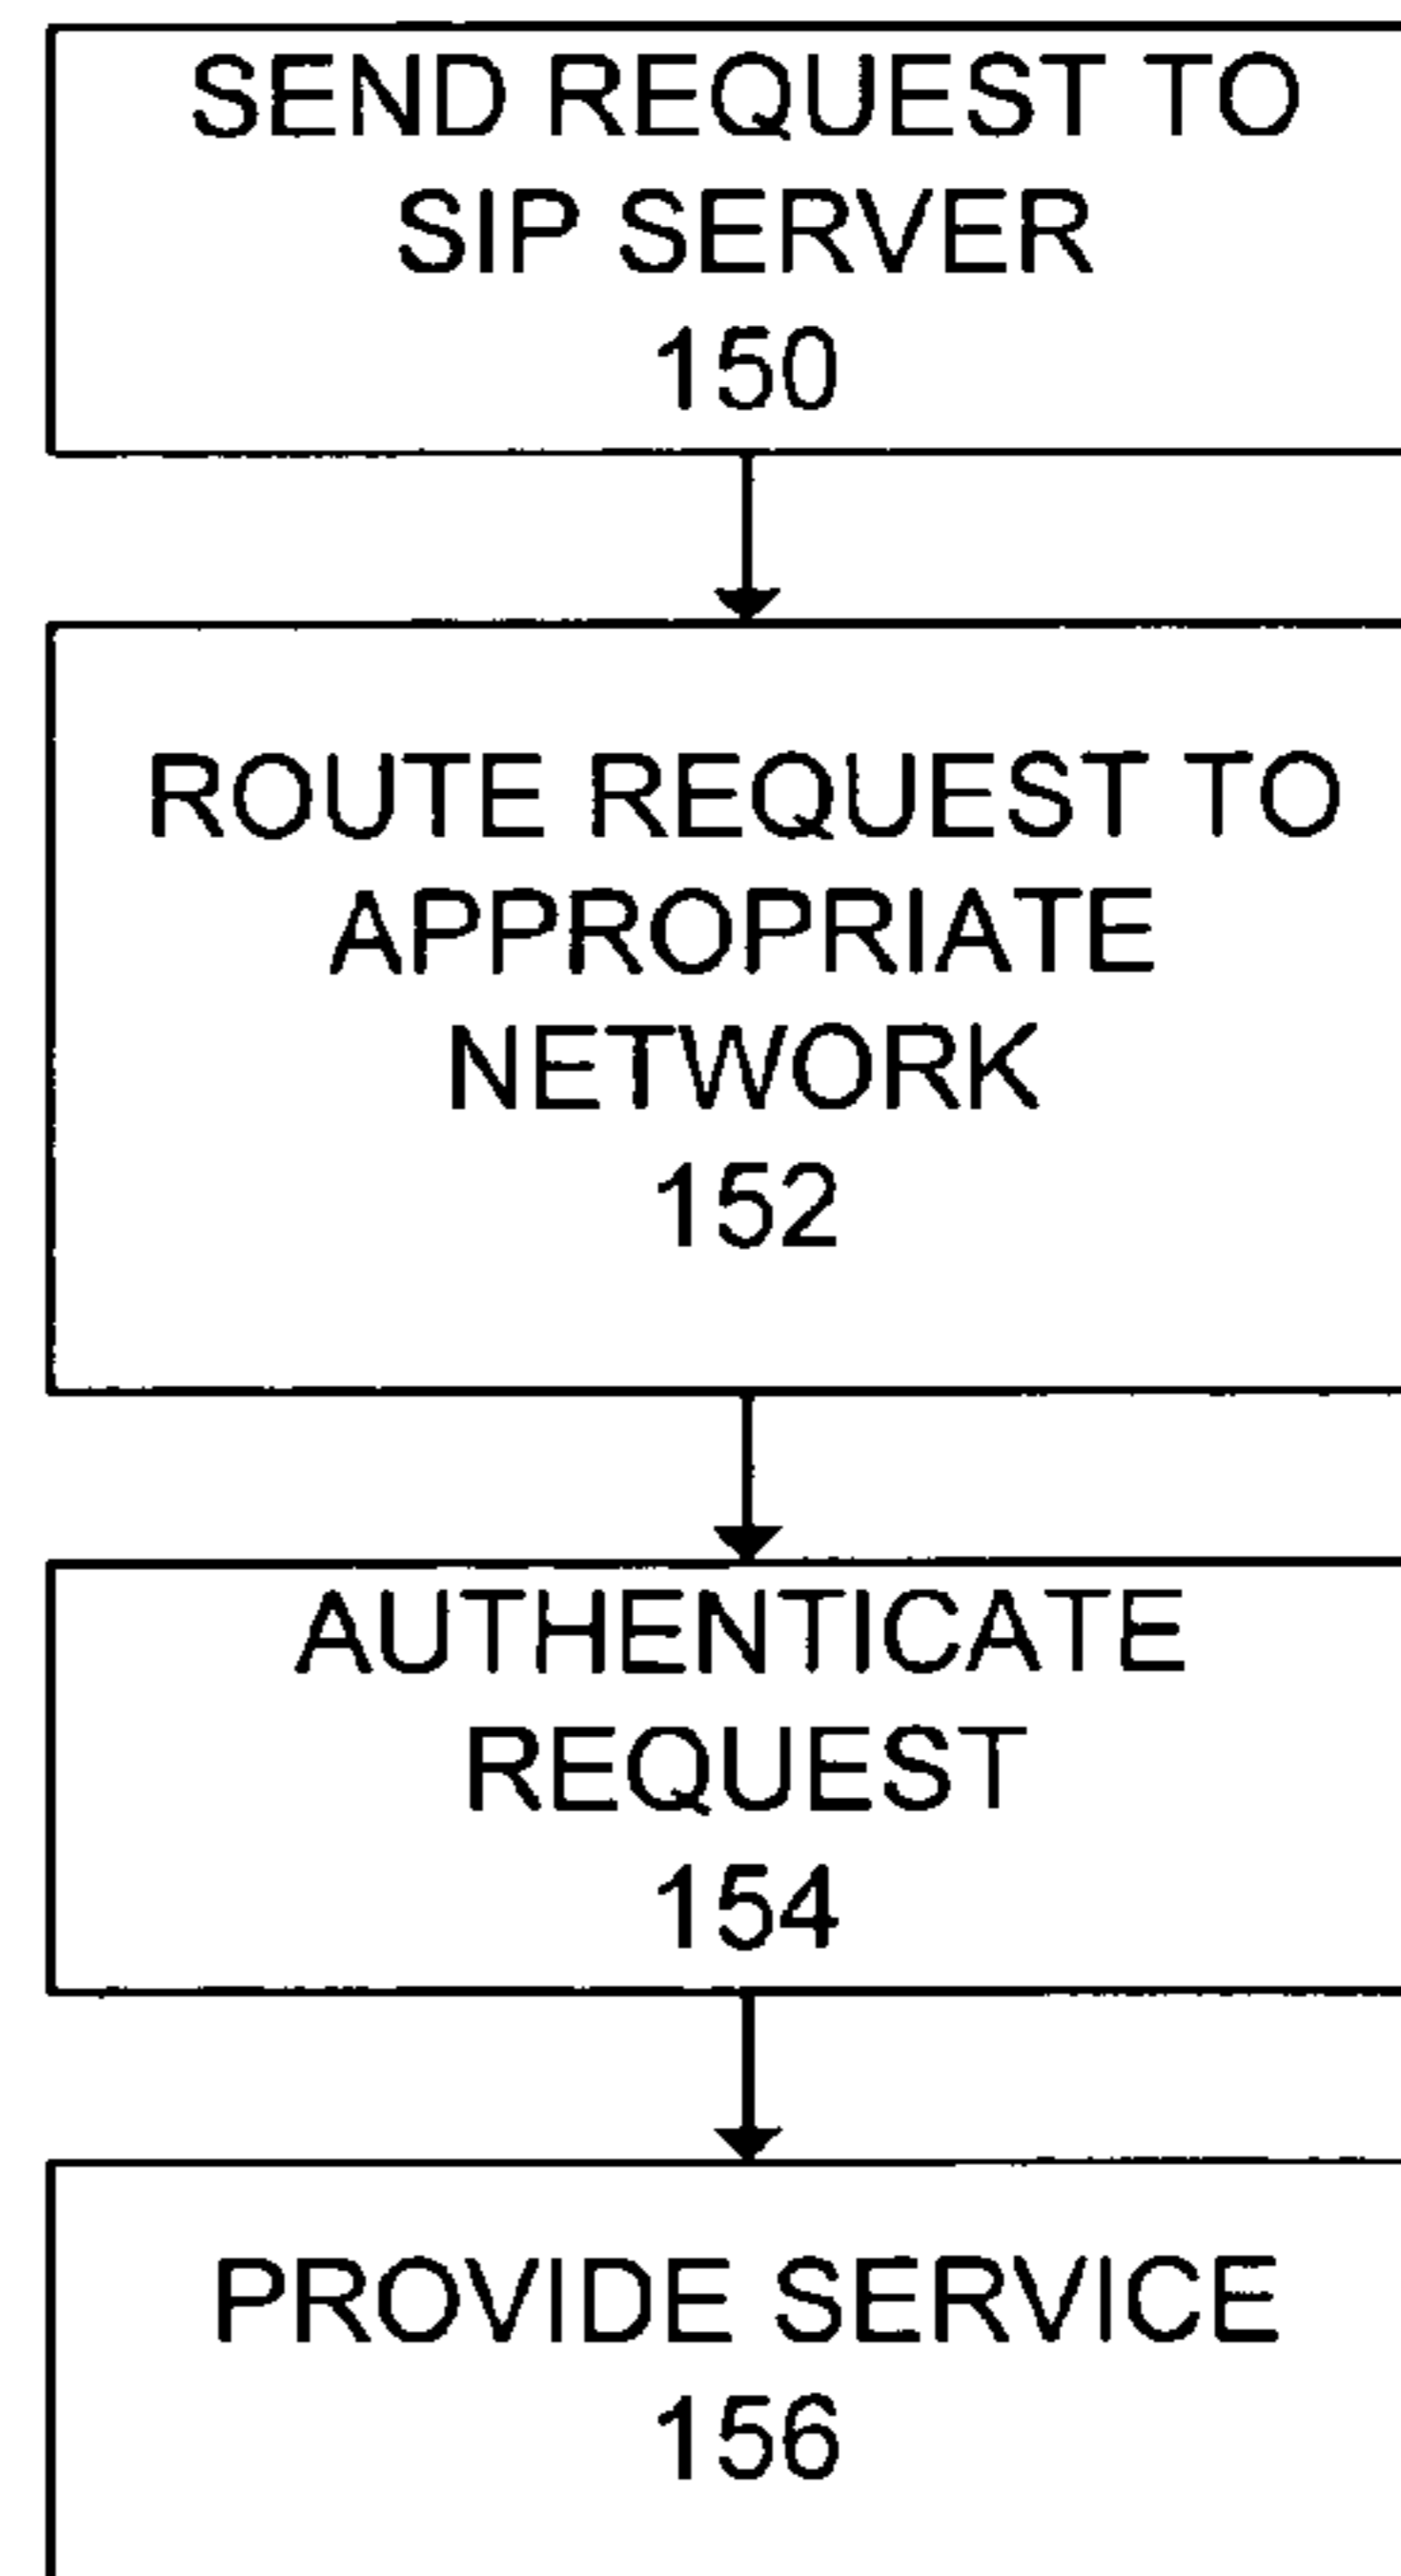 SEND REQUEST TO
SIP SERVER
150
ROUTE REQUEST TO
APPROPRIATE
NETWORK
152
AUTHENTICATE
REQUEST
154
PROVIDE SERVICE
156